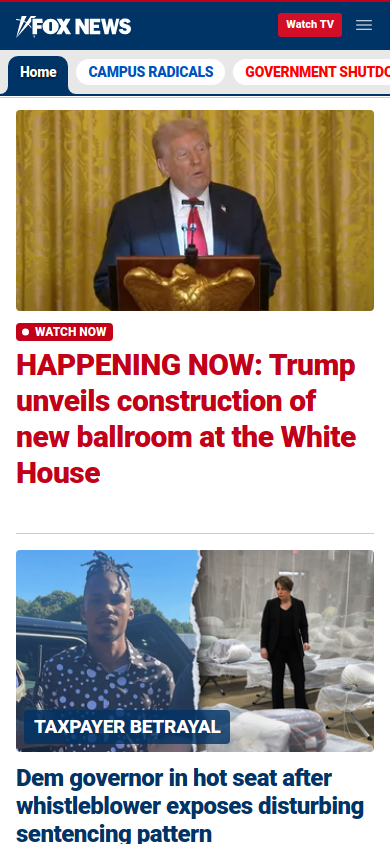 FOX NEWS
Watch TV
Home
CAMPUS RADICALS
GOVERNMENT SHUTDO
WATCH NOW
HAPPENING NOW: Trump
unveils construction of
new ballroom at the White
House
TAXPAYER BETRAYAL
Dem governor in hot seat after
whistleblower exposes disturbing
sentencing pattern